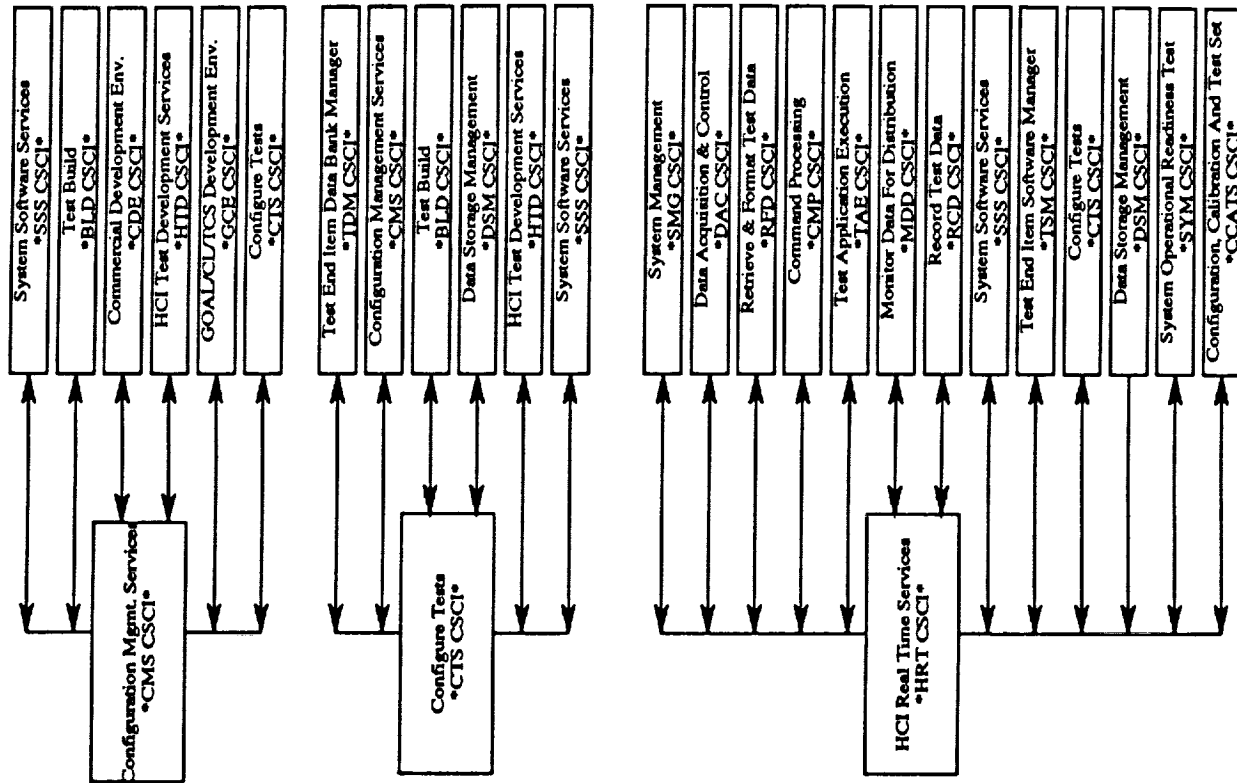 System Software Services
*SSS CSCI*
Test Build
*BLD CSCI*
Commercial Development Env.
*CDE CSCI*
HCI Test Development Services
*HTD CSCI*
GOAL/CL/TCS Development Env.
*GCE CSCI*
Configure Tests
*CTS CSCI*
Configuration Mgmt. Services
*CMS CSCI*
Test End Item Data Bank Manager
*TDM CSCI*
Configuration Management Services
*CMS CSCI*
Test Build
*BLD CSCI*
Data Storage Management
*DSM CSCI*
HCI Test Development Services
*HTD CSCI*
System Software Services
*SSS CSCI*
Configure Tests
*CTS CSCI*
System Management
*SMG CSCI*
Data Acquisition & Control
*DAC CSCI*
Retrieve & Format Test Data
*RFD CSCI*
Command Processing
*CMP CSCI*
Test Application Execution
*TAE CSCI*
Monitor Data For Distribution
*MDD CSCI*
Record Test Data
*RCD CSCI*
System Software Services
*SSS CSCI*
Test End Item Software Manager
*TSM CSCI*
Configure Tests
*CTS CSCI*
Data Storage Management
*DSM CSCI*
System Operational Readiness Test
*SYM CSCI*
Configuration, Calibration And Test Set
*CCATS CSCI*
HCI Real Time Services
*HRT CSCI*